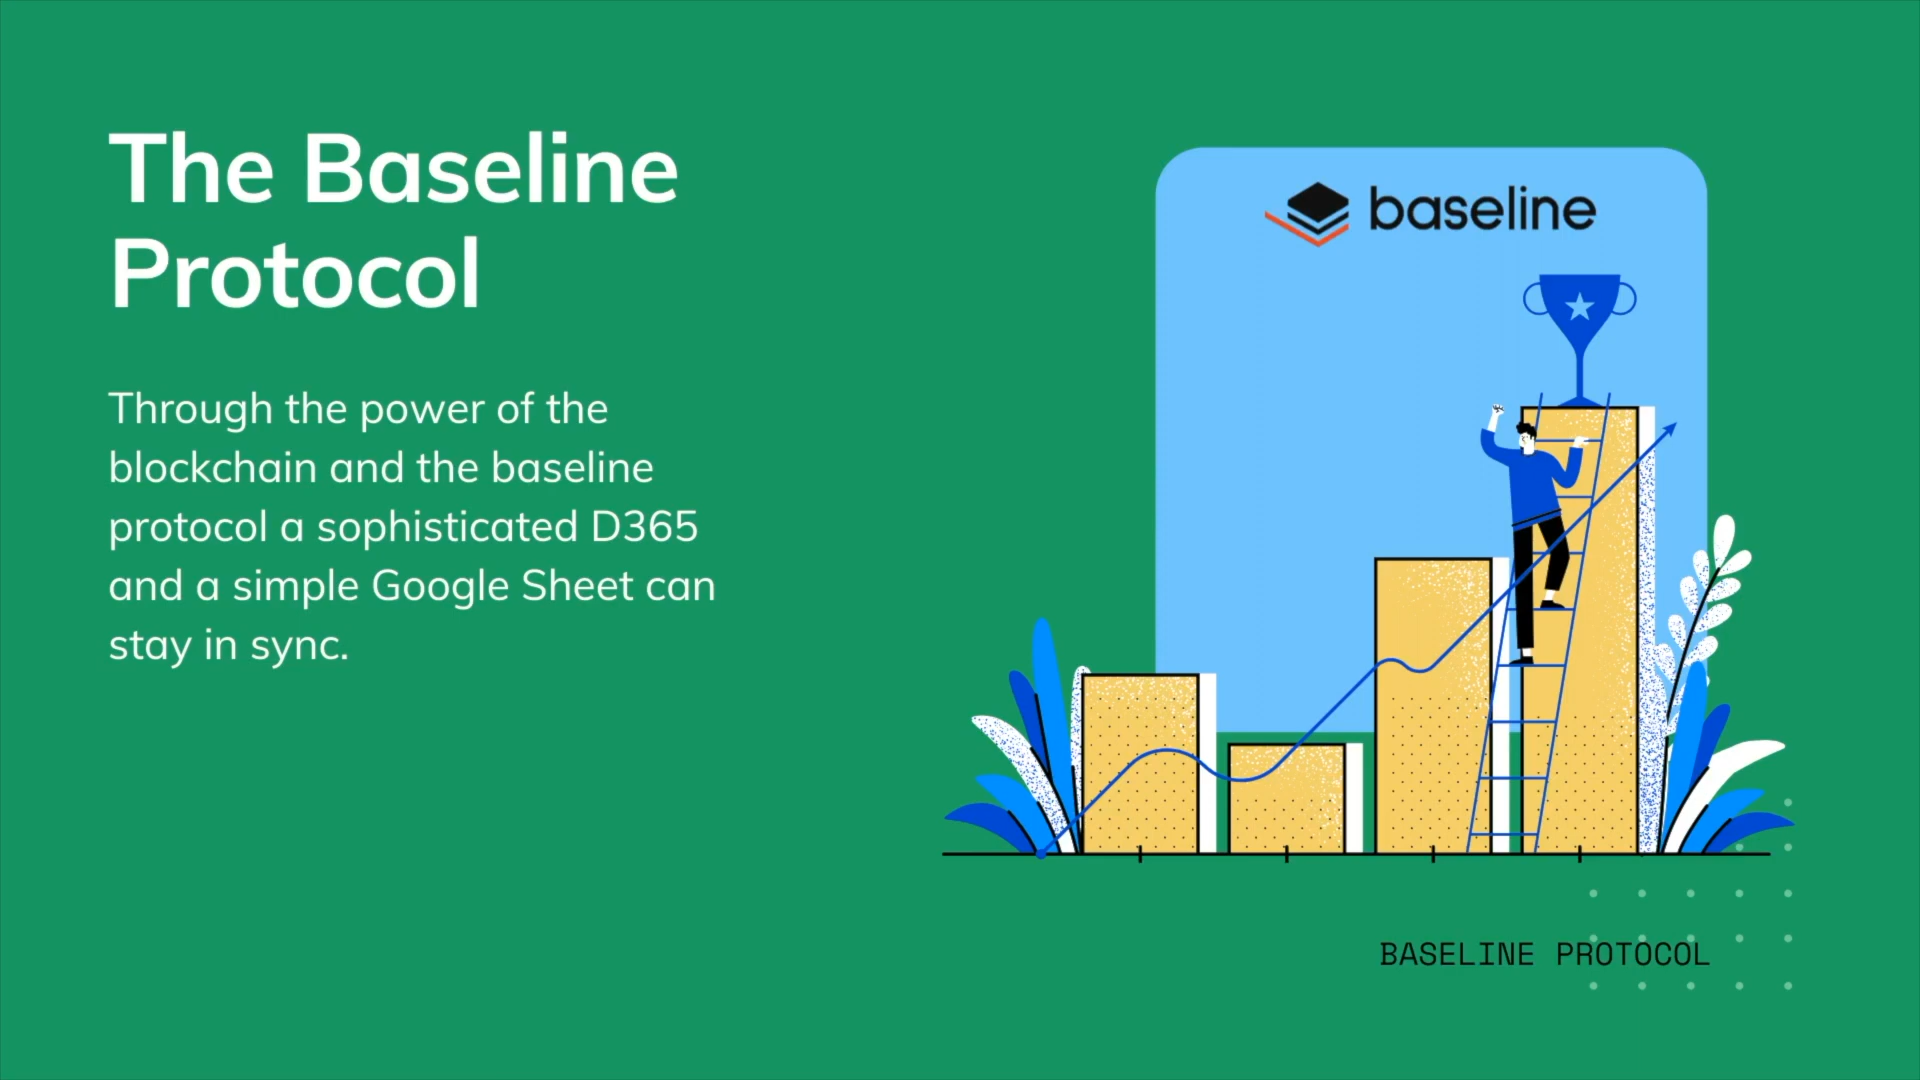 The Baseline
Protocol
Through the power of the
blockchain and the baseline
protocol a sophisticated D365
and a simple Google Sheet can
stay in sync.
baseline
BASELINE PROTOCOL